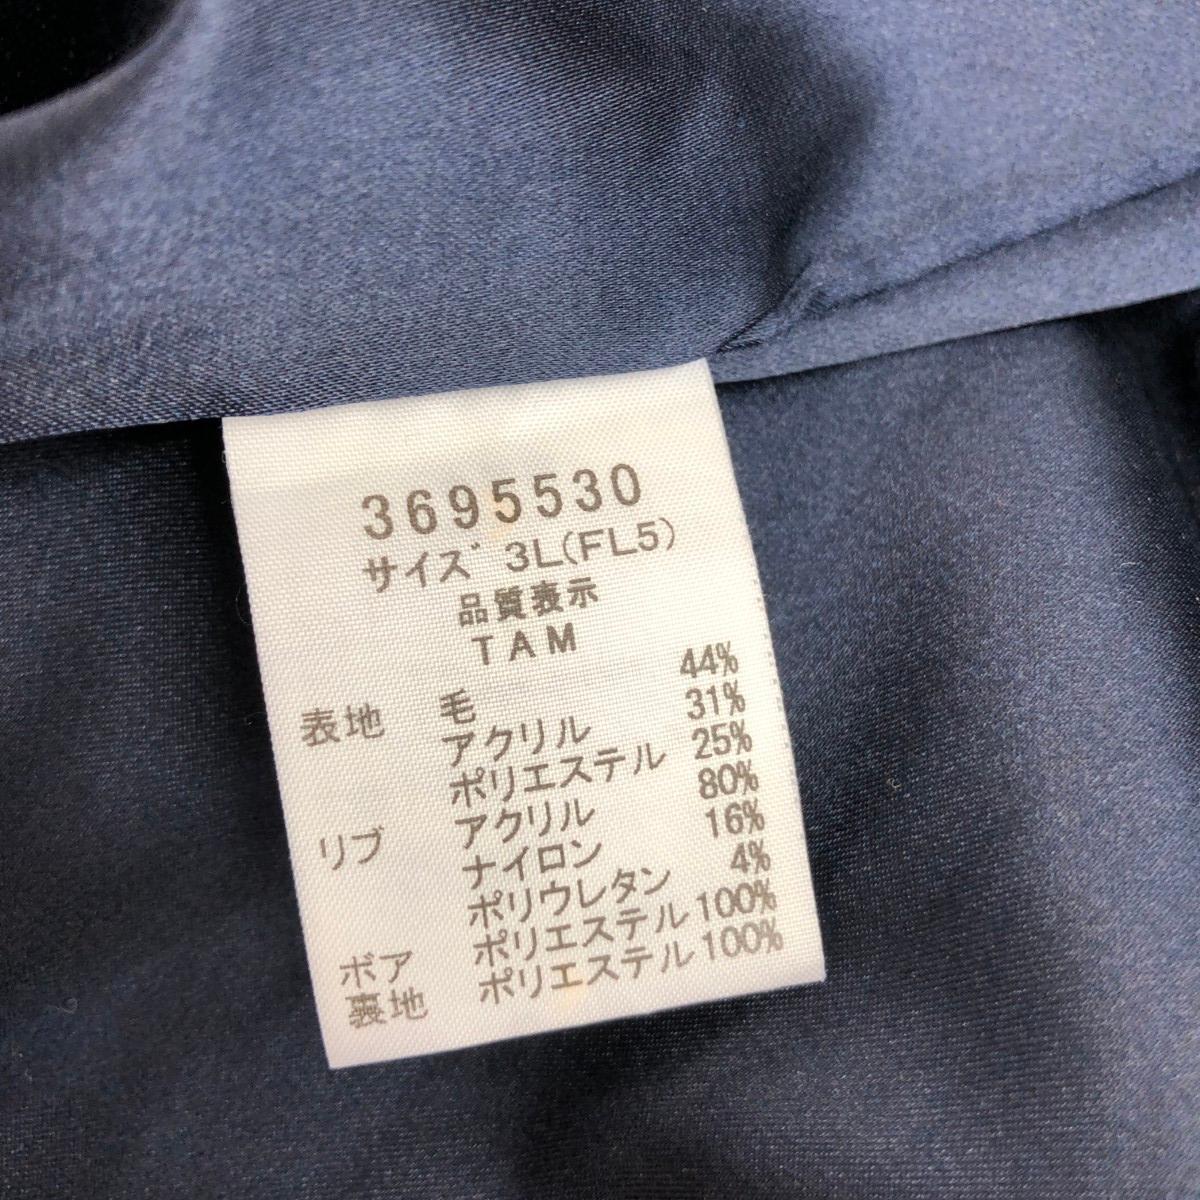 3695530
サイズ 3L(FL5)
品質表示
TAM
表地 毛 44%
アクリル 31%
ポリエステル 25%
リブ アクリル 80%
ナイロン 16%
ポリウレタン 4%
ボア ポリエステル 100%
裏地 ポリエステル 100%